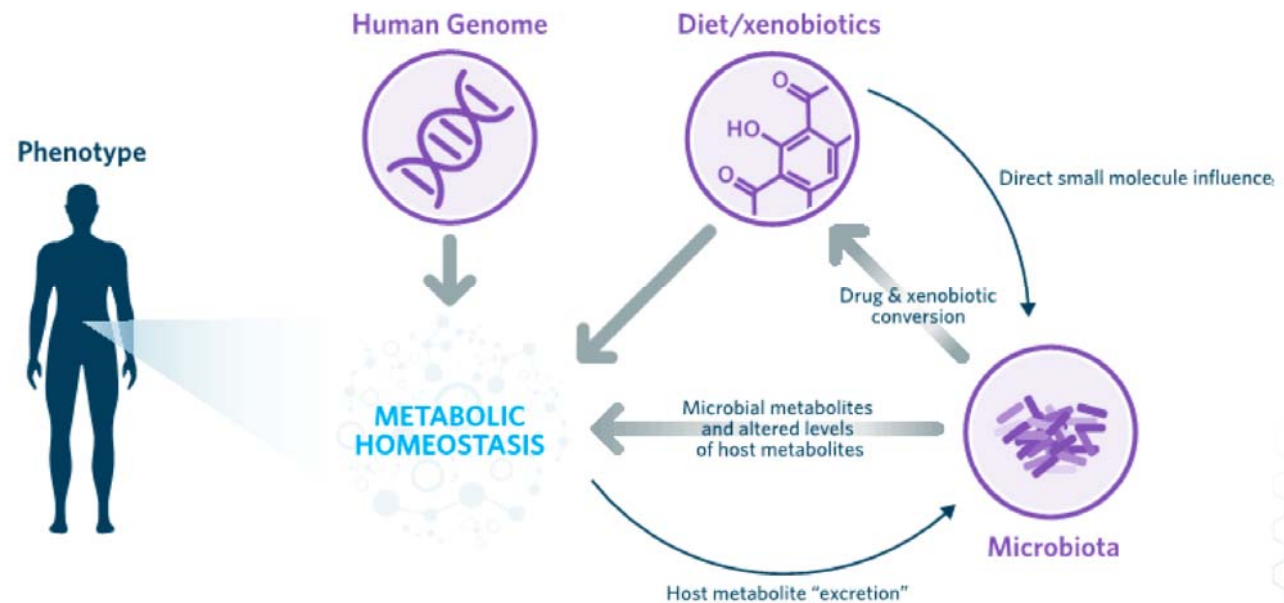 Human Genome
Diet/xenobiotics
Phenotype
O
HO
O
Direct small molecule influence
Drug & xenobiotic
conversion
METABOLIC
HOMEOSTASIS
Microbial metabolites
and altered levels
of host metabolites
Microbiota
Host metabolite “excretion”